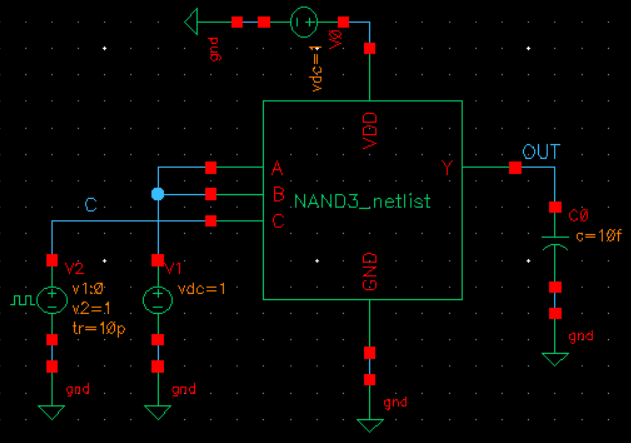 gnd
V0
vdc=1
VDD
OUT
A
Y
B
NAND3_netlist
C
C
C0
c=10f
V2
V1
GND
v1:0
vdc=1
v2=1
tr=10p
gnd
gnd
gnd
gnd